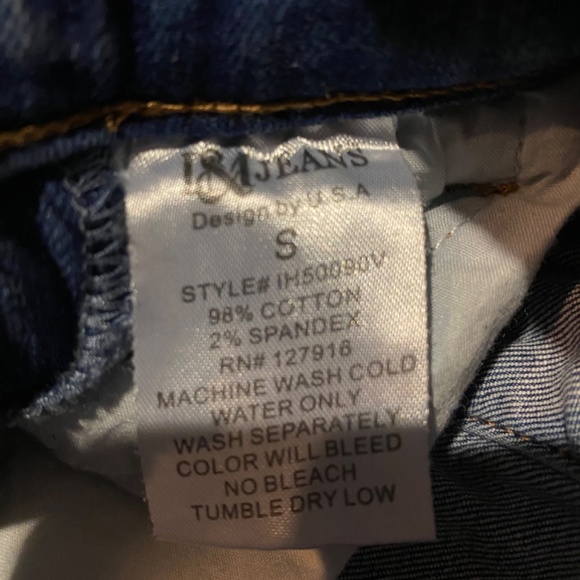 I&M JEANS
Design by U.S.A
S
STYLE# IH50090V
98% COTTON
2% SPANDEX
RN# 127916
MACHINE WASH COLD
WATER ONLY
WASH SEPARATELY
COLOR WILL BLEED
NO BLEACH
TUMBLE DRY LOW